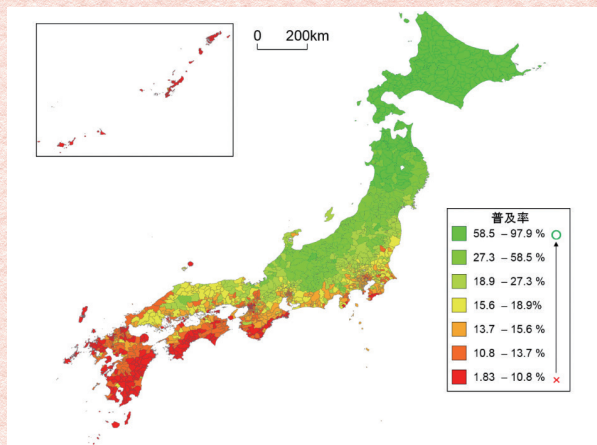 0 200km
普及率
58.5 – 97.9 % ○
27.3 – 58.5 %
18.9 – 27.3 %
15.6 – 18.9%
13.7 – 15.6 %
10.8 – 13.7 %
1.83 – 10.8 % ×